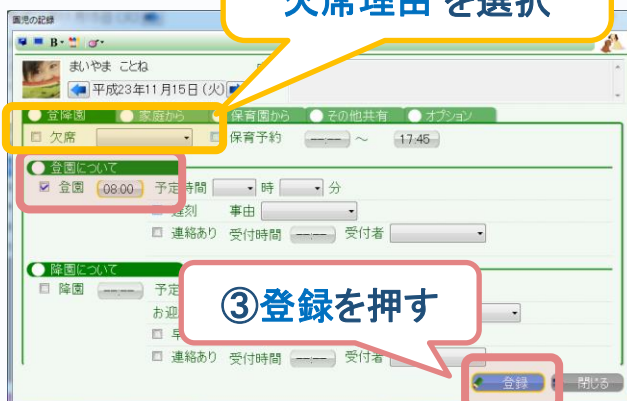 欠席理由を選択
園児の記録
B
まいやま ことね
平成23年11月15日(火)
登降園 家庭から 保育園から その他共有 オプション
欠席 保育予約 --:-- ～ 17:45
登園について
登園 08:00 予定時間 時 分
遅刻 事由
連絡あり 受付時間 --:-- 受付者
降園について
降園 --:-- 予定
お迎
③登録を押す
連絡あり 受付時間 --:-- 受付者
登録 閉じる